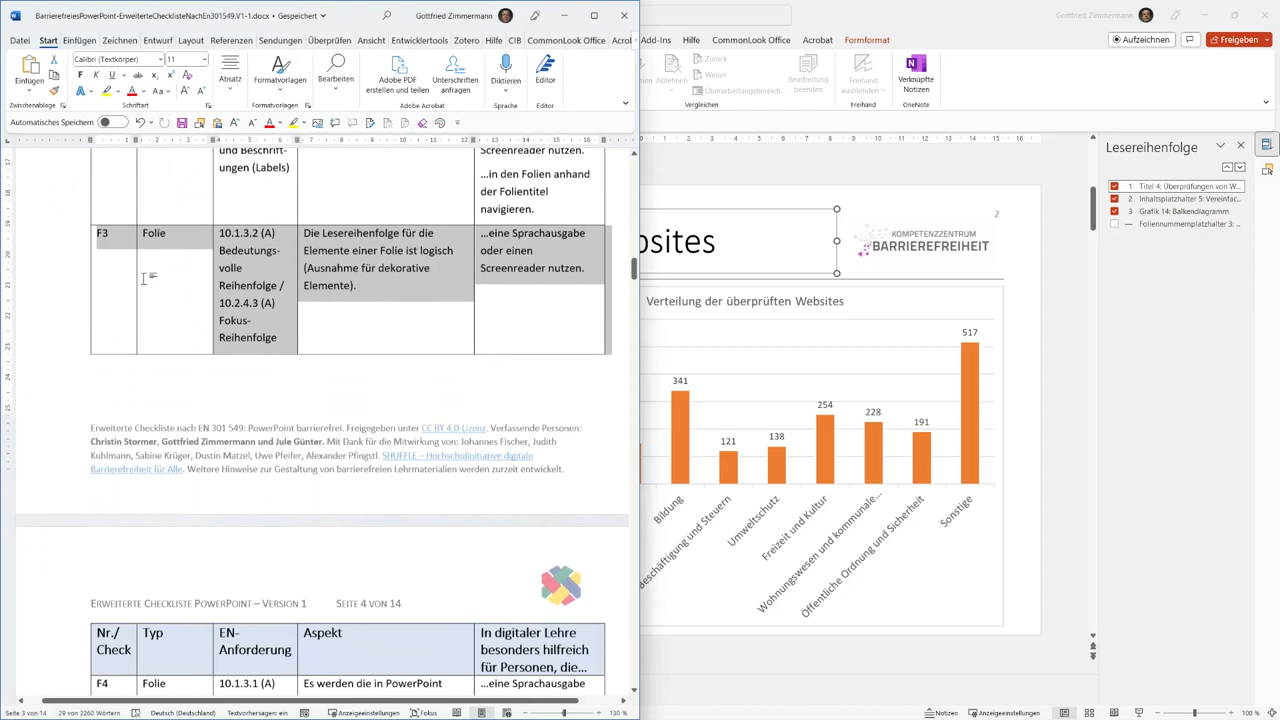 BarrierefreiesPowerPoint-ErweiterteChecklisteNachEn301549.V1-1.docx • Gespeichert
Gottfried Zimmermann
Datei Start Einfügen Zeichnen Entwurf Layout Referenzen Sendungen Überprüfen Ansicht Entwicklertools Zotero Hilfe CIB CommonLook Office Acrol
Einfügen
Calibri (Textkörper) 11
F K U
Absatz
Formatvorlagen
Bearbeiten
Adobe PDF
erstellen und teilen
Unterschriften
anfragen
Diktieren
Editor
Zwischenablage Schriftart Formatvorlagen Adobe Acrobat Sprache Editor
Automatisches Speichern
und Beschrift-
ungen (Labels)
Screenreader nutzen.
…in den Folien anhand
der Folientitel
navigieren.
F3
Folie
10.1.3.2 (A)
Bedeutungs-
volle
Reihenfolge /
10.2.4.3 (A)
Fokus-
Reihenfolge
Die Lesereihenfolge für die
Elemente einer Folie ist logisch
(Ausnahme für dekorative
Elemente).
…eine Sprachausgabe
oder einen
Screenreader nutzen.
Erweiterte Checkliste nach EN 301 549: PowerPoint barrierefrei. Freigegeben unter CC BY 4.0-Lizenz. Verfassende Personen:
Christin Stormer, Gottfried Zimmermann und Jule Günter. Mit Dank für die Mitwirkung von: Johannes Fischer, Judith
Kuhlmann, Sabine Krüger, Dustin Matzel, Uwe Pfeifer, Alexander Pfingstl. SHUFFLE – Hochschulinitiative digitale
Barrierefreiheit für Alle. Weitere Hinweise zur Gestaltung von barrierefreien Lehrmaterialien werden zurzeit entwickelt.
ERWEITERTE CHECKLISTE POWERPOINT – VERSION 1 SEITE 4 VON 14
Nr./
Check
Typ
EN-
Anforderung
Aspekt
In digitaler Lehre
besonders hilfreich
für Personen, die…
F4
Folie
10.1.3.1 (A)
Es werden die in PowerPoint
…eine Sprachausgabe
Seite 3 von 14 29 von 2260 Wörtern Deutsch (Deutschland) Textvorhersagen: ein Anzeigeeinstellungen Fokus 130 %
Gottfried Zimmermann
Add-Ins Hilfe CommonLook Office Acrobat Formformat
Aufzeichnen
Freigeben
Ablehnen
Zurück
Weiter
Überarbeitungsbereich
Bearbeitung
beenden
Freihand
ausblenden
Verknüpfte
Notizen
Vergleichen Freihand OneNote
bsites
2
KOMPETENZZENTRUM
BARRIEREFREIHEIT
Verteilung der überprüften Websites
341
121
138
254
228
191
517
Bildung
Beschäftigung und Steuern
Umweltschutz
Freizeit und Kultur
Wohnungswesen und kommunale…
Öffentliche Ordnung und Sicherheit
Sonstige
Lesereihenfolge
1 Titel 4: Überprüfungen von W...
2 Inhaltsplatzhalter 5: Vereinfac...
3 Grafik 14: Balkendiagramm
— Foliennummernplatzhalter 3: ...
Notizen Anzeigeeinstellungen 100 %